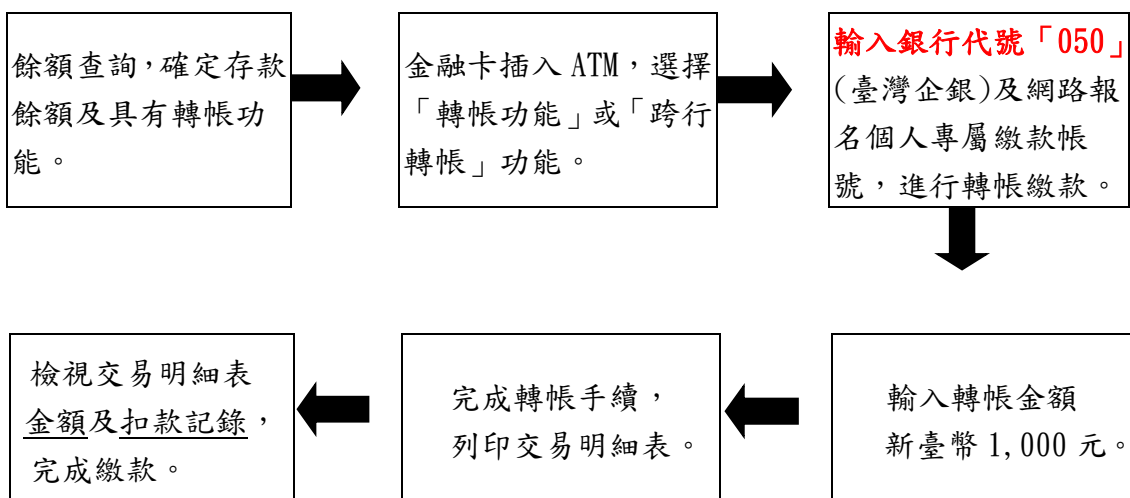 餘額查詢，確定存款
餘額及具有轉帳功
能。
金融卡插入 ATM，選擇
「轉帳功能」或「跨行
轉帳」功能。
輸入銀行代號「050」
(臺灣企銀)及網路報
名個人專屬繳款帳
號，進行轉帳繳款。
輸入轉帳金額
新臺幣 1,000 元。
完成轉帳手續，
列印交易明細表。
檢視交易明細表
金額及扣款記錄，
完成繳款。